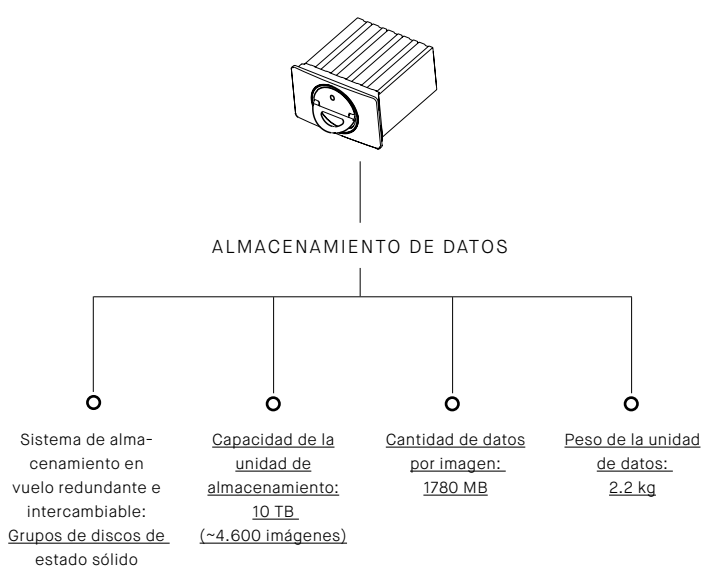 ALMACENAMIENTO DE DATOS
Sistema de alma-
cenamiento en
vuelo redundante e
intercambiable:
Grupos de discos de
estado sólido
Capacidad de la
unidad de
almacenamiento:
10 TB
(~4.600 imágenes)
Cantidad de datos
por imagen:
1780 MB
Peso de la unidad
de datos:
2.2 kg